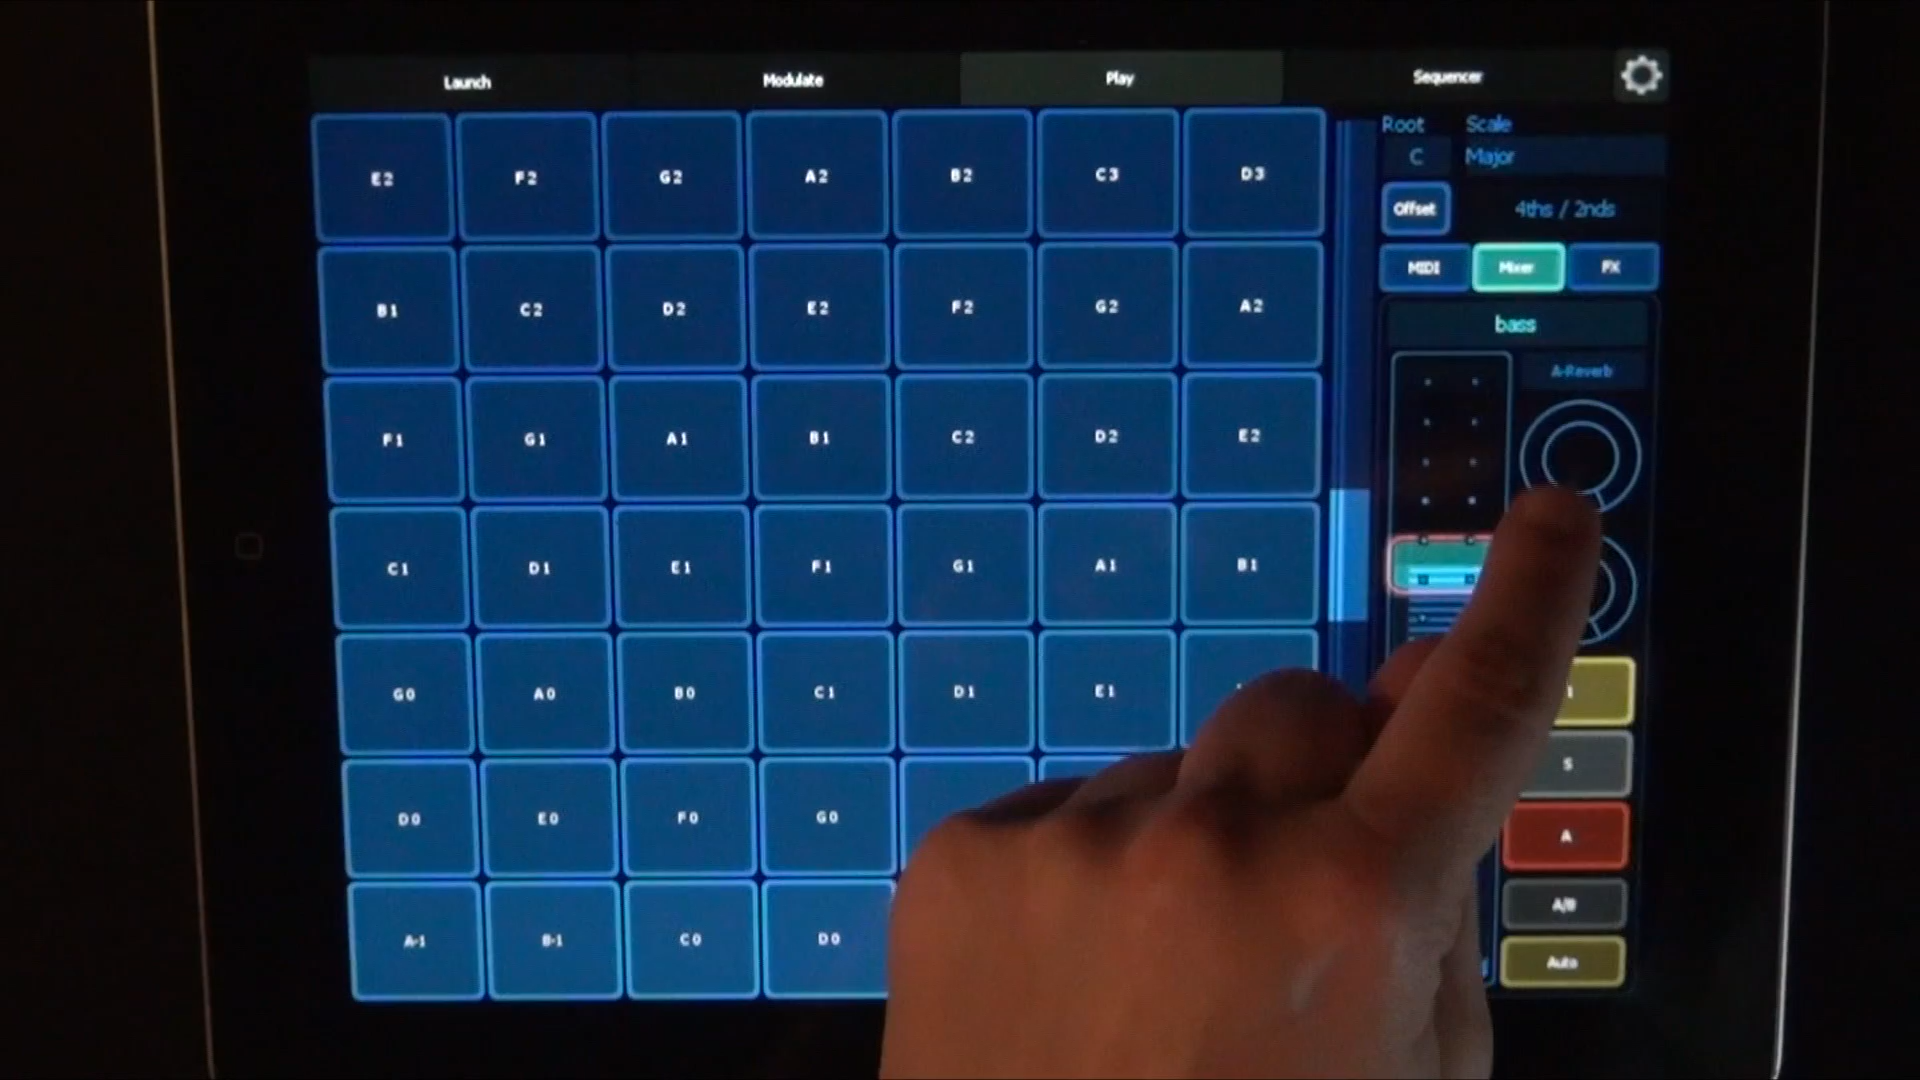 Launch Modulate Play Sequencer
Root Scale
C Major
Offset 4ths / 2nds
MIDI Mixer FX
bass
A-Reverb
E2 F2 G2 A2 B2 C3 D3
B1 C2 D2 E2 F2 G2 A2
F1 G1 A1 B1 C2 D2 E2
C1 D1 E1 F1 G1 A1 B1
G0 A0 B0 C1 D1 E1
D0 E0 F0 G0
A-1 B-1 C0 D0
1
S
A
A/B
Auto